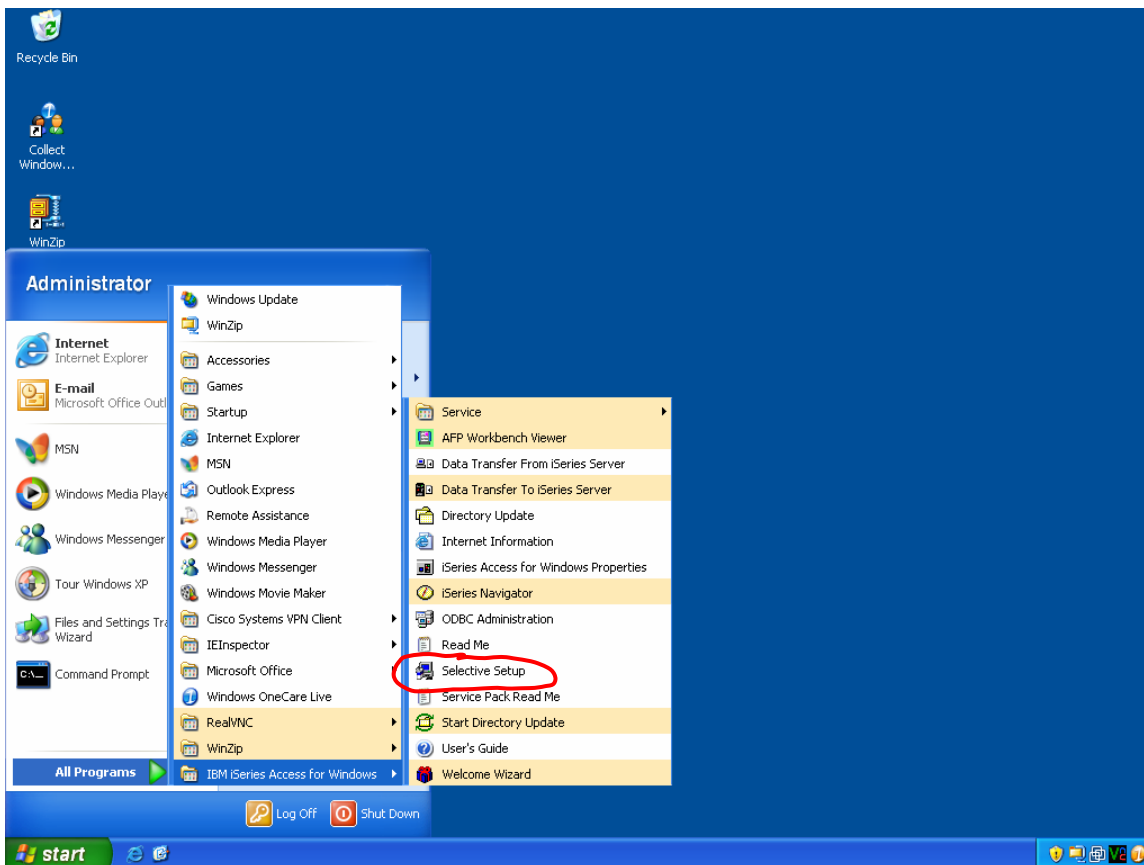 Recycle Bin
Collect
Window...
WinZip
Administrator
Internet
Internet Explorer
E-mail
Microsoft Office Outl
MSN
Windows Media Playe
Windows Messenger
Tour Windows XP
Files and Settings Tra
Wizard
C:\_
Command Prompt
All Programs
Windows Update
WinZip
Accessories
Games
Startup
Internet Explorer
MSN
Outlook Express
Remote Assistance
Windows Media Player
Windows Messenger
Windows Movie Maker
Cisco Systems VPN Client
IEInspector
Microsoft Office
Windows OneCare Live
RealVNC
WinZip
IBM iSeries Access for Windows
Service
AFP Workbench Viewer
Data Transfer From iSeries Server
Data Transfer To iSeries Server
Directory Update
Internet Information
iSeries Access for Windows Properties
iSeries Navigator
ODBC Administration
Read Me
Selective Setup
Service Pack Read Me
Start Directory Update
User's Guide
Welcome Wizard
Log Off
Shut Down
start